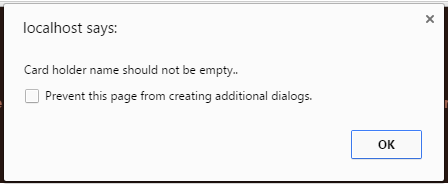 localhost says:
Card holder name should not be empty..
Prevent this page from creating additional dialogs.
OK